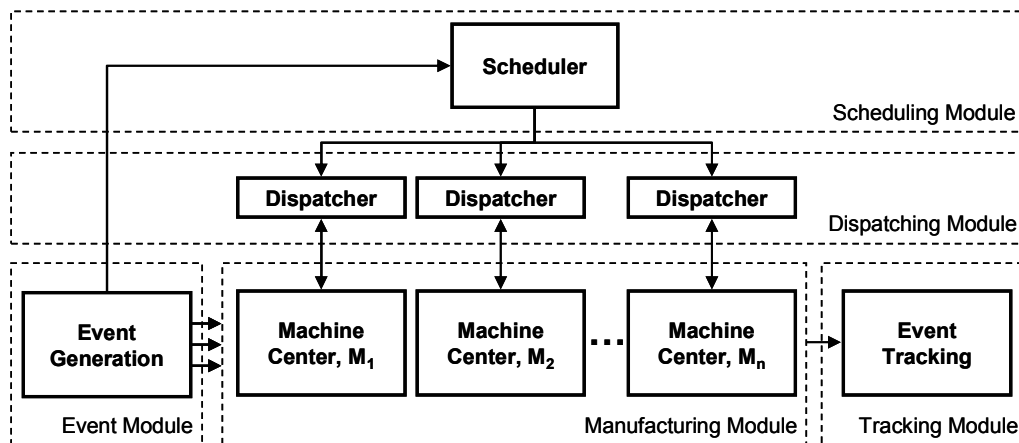 Scheduler
Scheduling Module
Dispatcher
Dispatcher
Dispatcher
Dispatching Module
Event
Generation
Machine
Center, M1
Machine
Center, M2
...
Machine
Center, Mn
Event
Tracking
Event Module
Manufacturing Module
Tracking Module